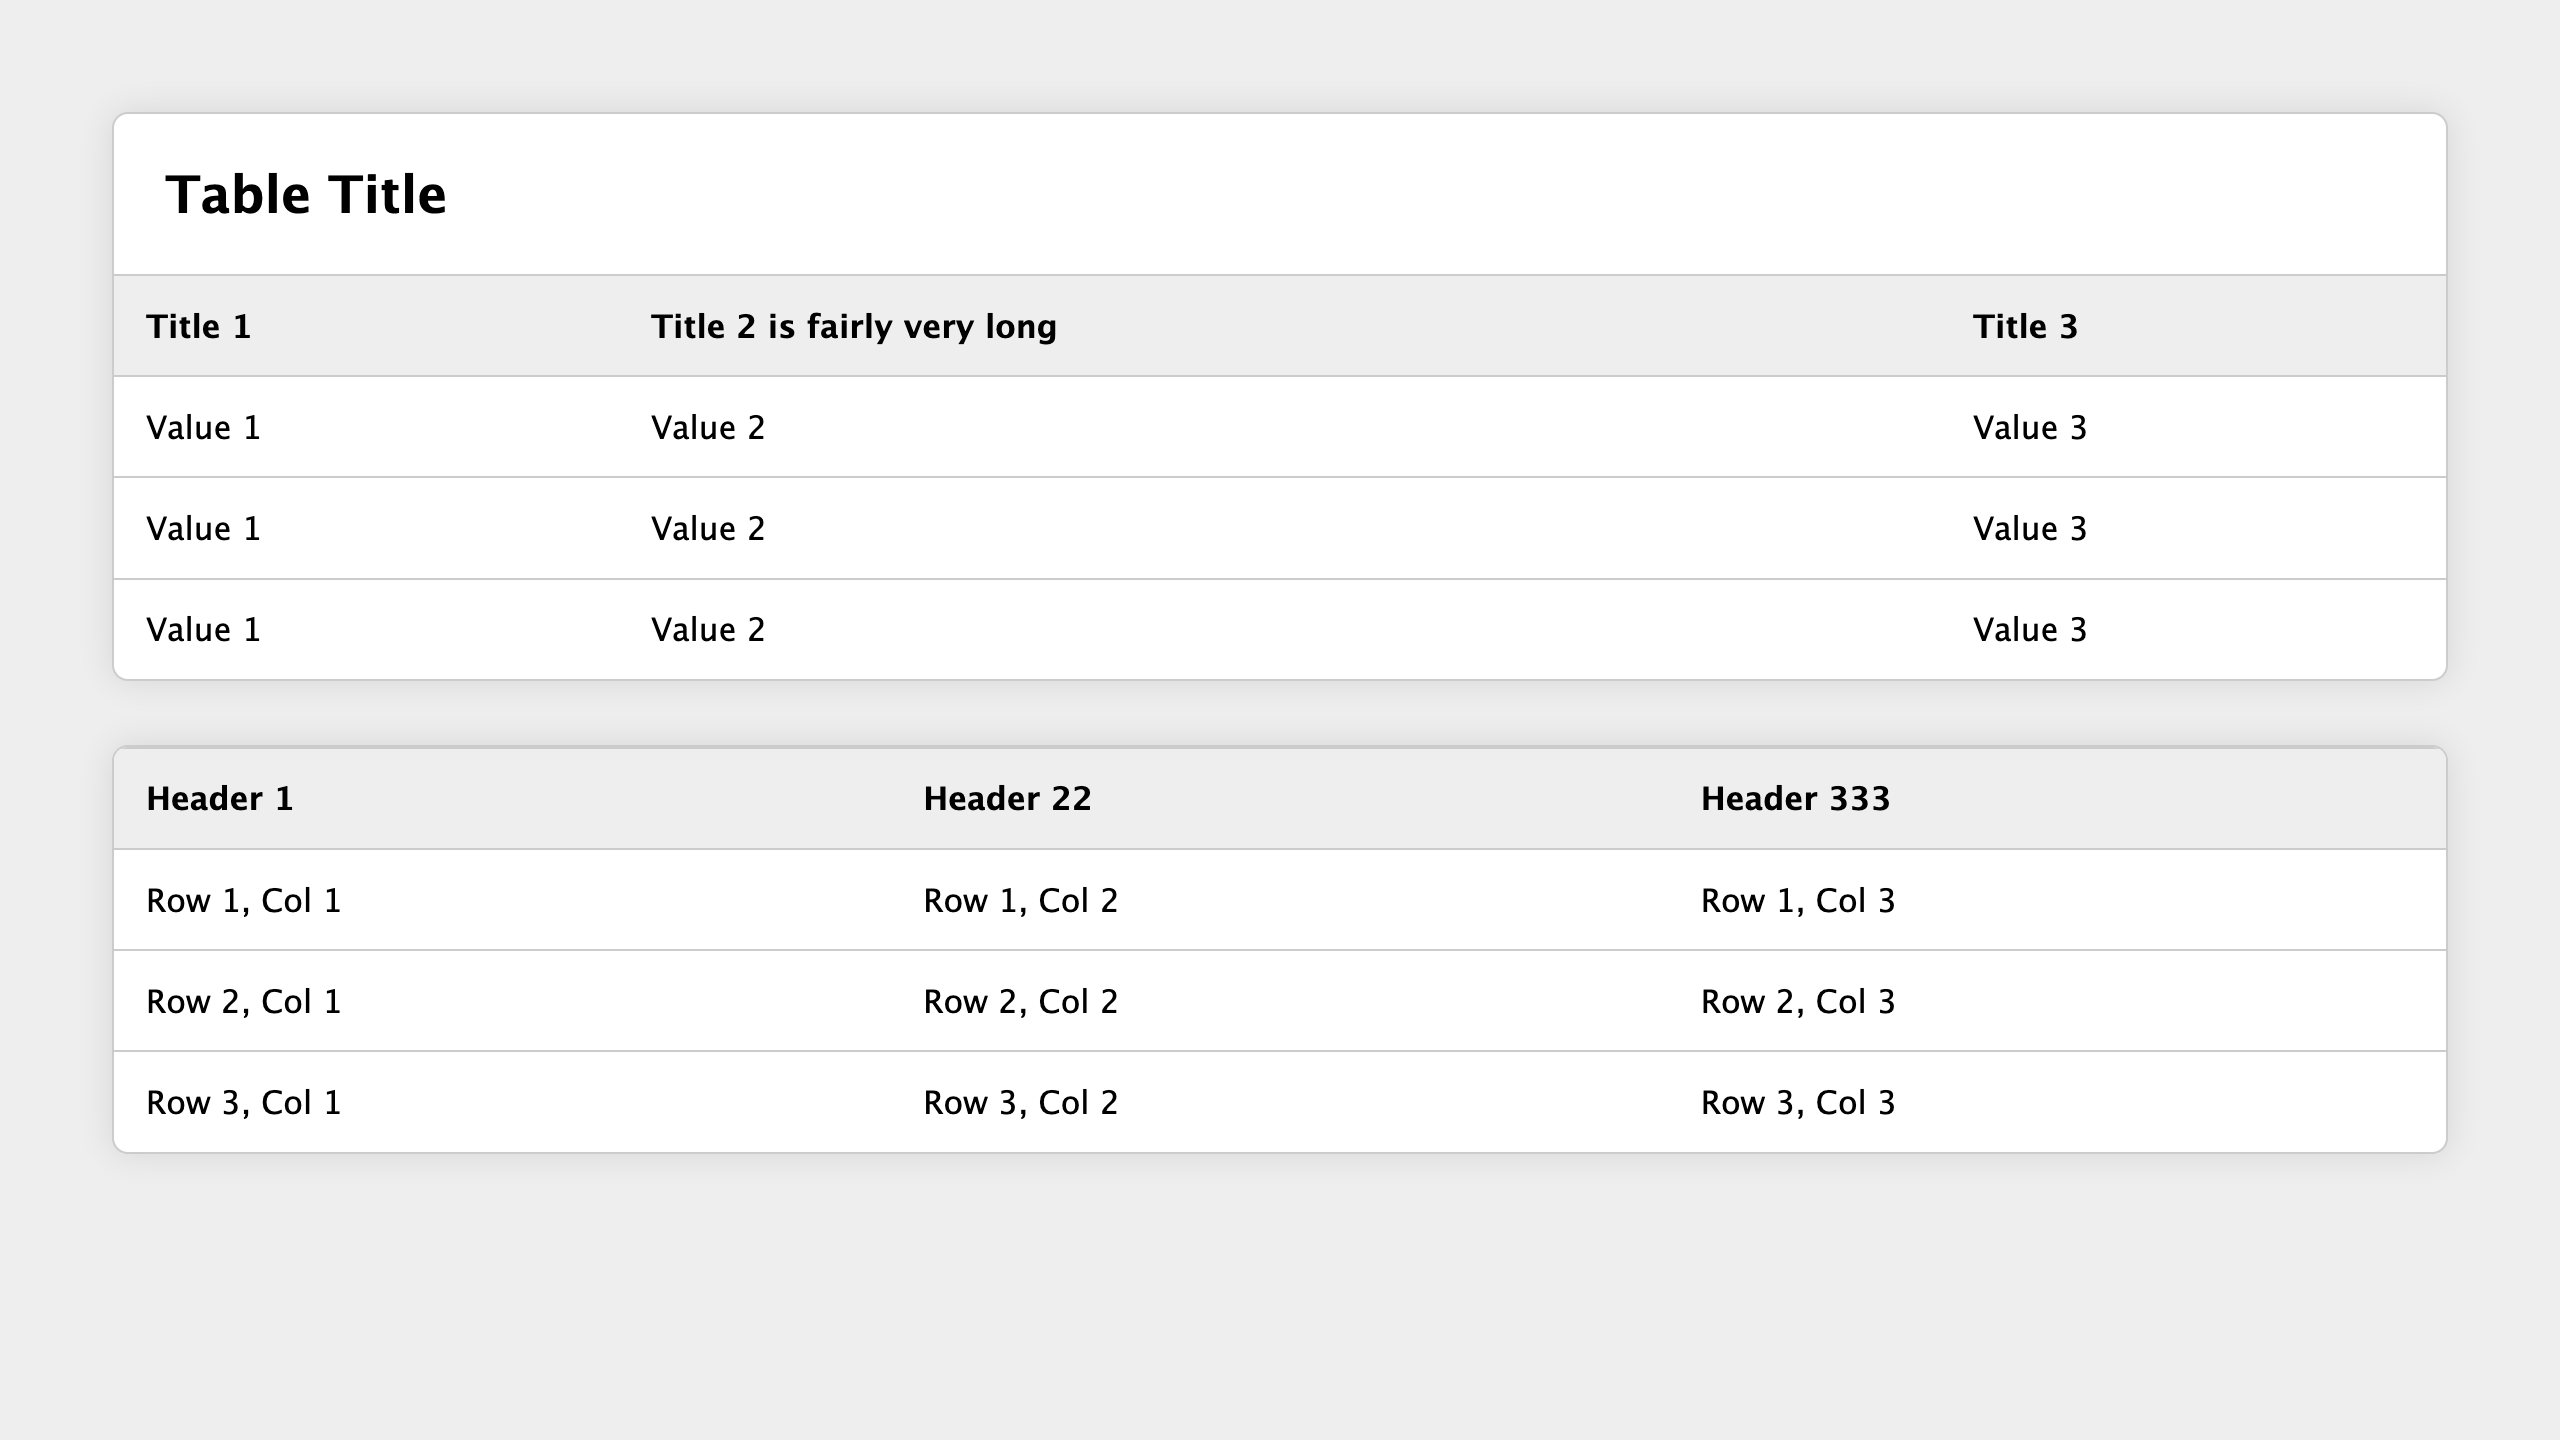 Table Title
Title 1 Title 2 is fairly very long Title 3
Value 1 Value 2 Value 3
Value 1 Value 2 Value 3
Value 1 Value 2 Value 3
Header 1 Header 22 Header 333
Row 1, Col 1 Row 1, Col 2 Row 1, Col 3
Row 2, Col 1 Row 2, Col 2 Row 2, Col 3
Row 3, Col 1 Row 3, Col 2 Row 3, Col 3